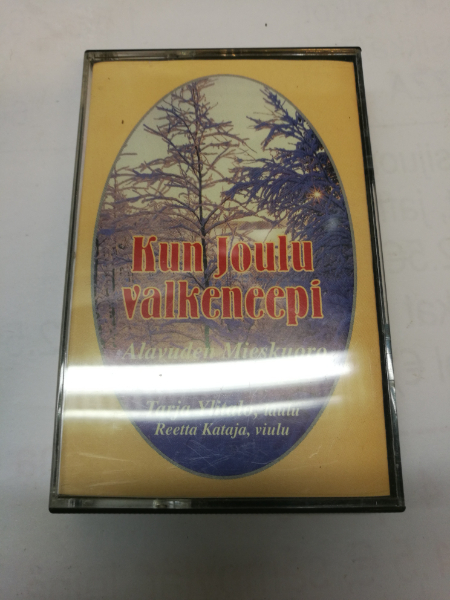 Kun Joulu
valkeneepi
Alavuden Mieskuoro
Tarja Ylitalo, laulu
Reetta Kataja, viulu